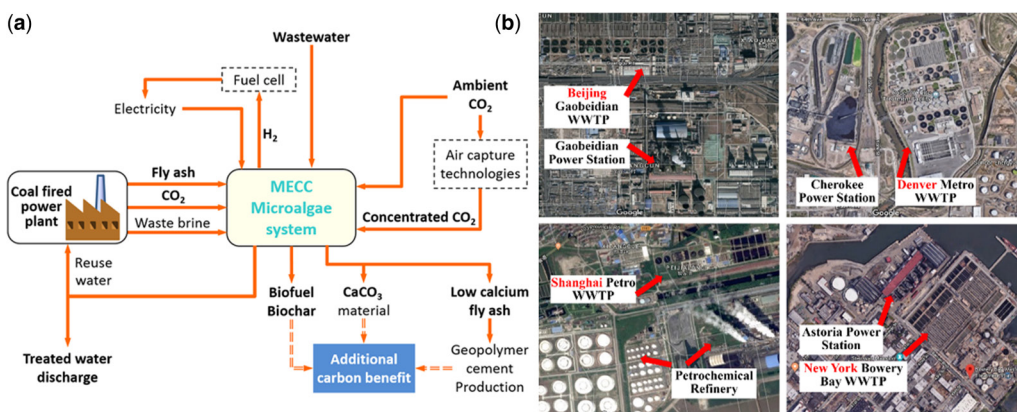 (a)
Wastewater
Fuel cell
Electricity
H₂
Ambient
CO₂
Air capture
technologies
Coal fired
power
plant
Fly ash
CO₂
Waste brine
MECC
Microalgae
system
Concentrated CO₂
Reuse
water
Biofuel
Biochar
CaCO₃
material
Low calcium
fly ash
Treated water
discharge
Additional
carbon benefit
Geopolymer
cement
Production
(b)
Beijing
Gaobeidian
WWTP
Gaobeidian
Power Station
Google
Cherokee
Power Station
Denver Metro
WWTP
Google
Shanghai Petro
WWTP
Petrochemical
Refinery
Astoria Power
Station
New York Bowery
Bay WWTP